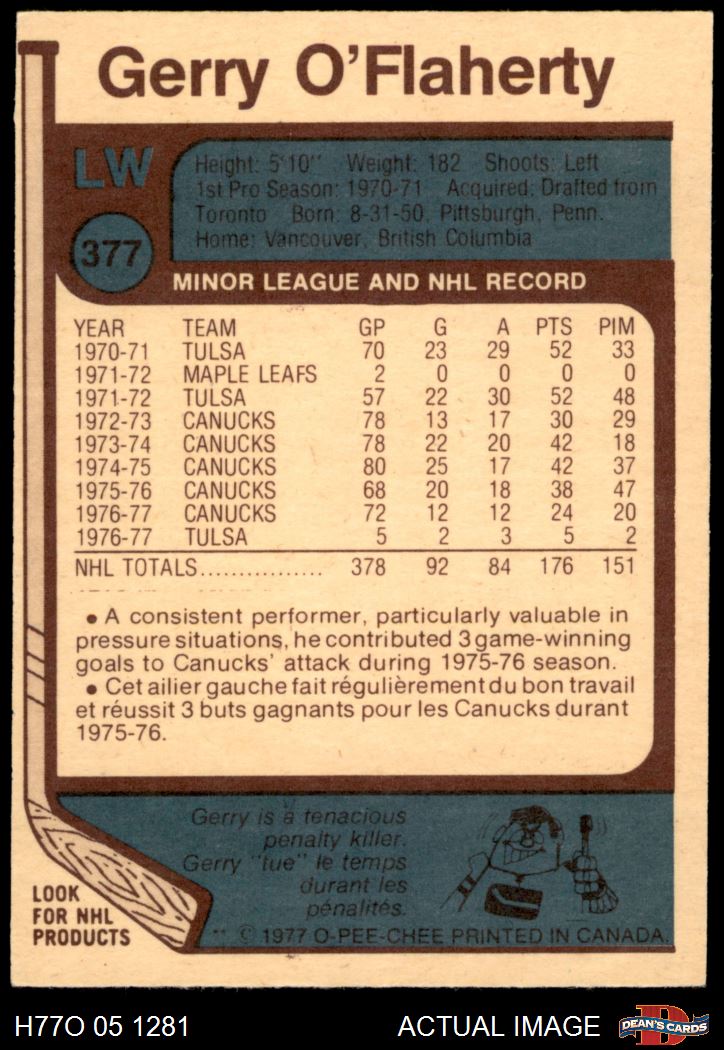 Gerry O'Flaherty
LW
377
Height: 5'10" Weight: 182 Shoots: Left
1st Pro Season: 1970-71 Acquired: Drafted from
Toronto Born: 8-31-50, Pittsburgh, Penn.
Home: Vancouver, British Columbia
MINOR LEAGUE AND NHL RECORD
YEAR TEAM GP G A PTS PIM
1970-71 TULSA 70 23 29 52 33
1971-72 MAPLE LEAFS 2 0 0 0 0
1971-72 TULSA 57 22 30 52 48
1972-73 CANUCKS 78 13 17 30 29
1973-74 CANUCKS 78 22 20 42 18
1974-75 CANUCKS 80 25 17 42 37
1975-76 CANUCKS 68 20 18 38 47
1976-77 CANUCKS 72 12 12 24 20
1976-77 TULSA 5 2 3 5 2
NHL TOTALS................ 378 92 84 176 151
• A consistent performer, particularly valuable in
pressure situations, he contributed 3 game-winning
goals to Canucks' attack during 1975-76 season.
• Cet ailier gauche fait régulièrement du bon travail
et réussit 3 buts gagnants pour les Canucks durant
1975-76.
Gerry is a tenacious
penalty killer.
Gerry "tue" le temps
durant les
pénalités.
LOOK
FOR NHL
PRODUCTS
** © 1977 O-PEE-CHEE PRINTED IN CANADA.
H77O 05 1281
ACTUAL IMAGE
D
DEAN'S CARDS